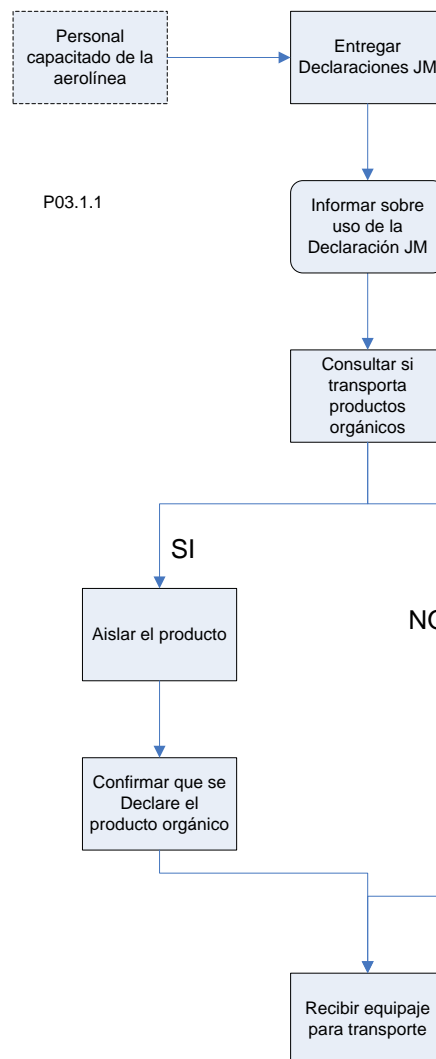 Personal
capacitado de la
aerolínea
Entregar
Declaraciones JM
P03.1.1
Informar sobre
uso de la
Declaración JM
Consultar si
transporta
productos
orgánicos
SI
NO
Aislar el producto
Confirmar que se
Declare el
producto orgánico
Recibir equipaje
para transporte